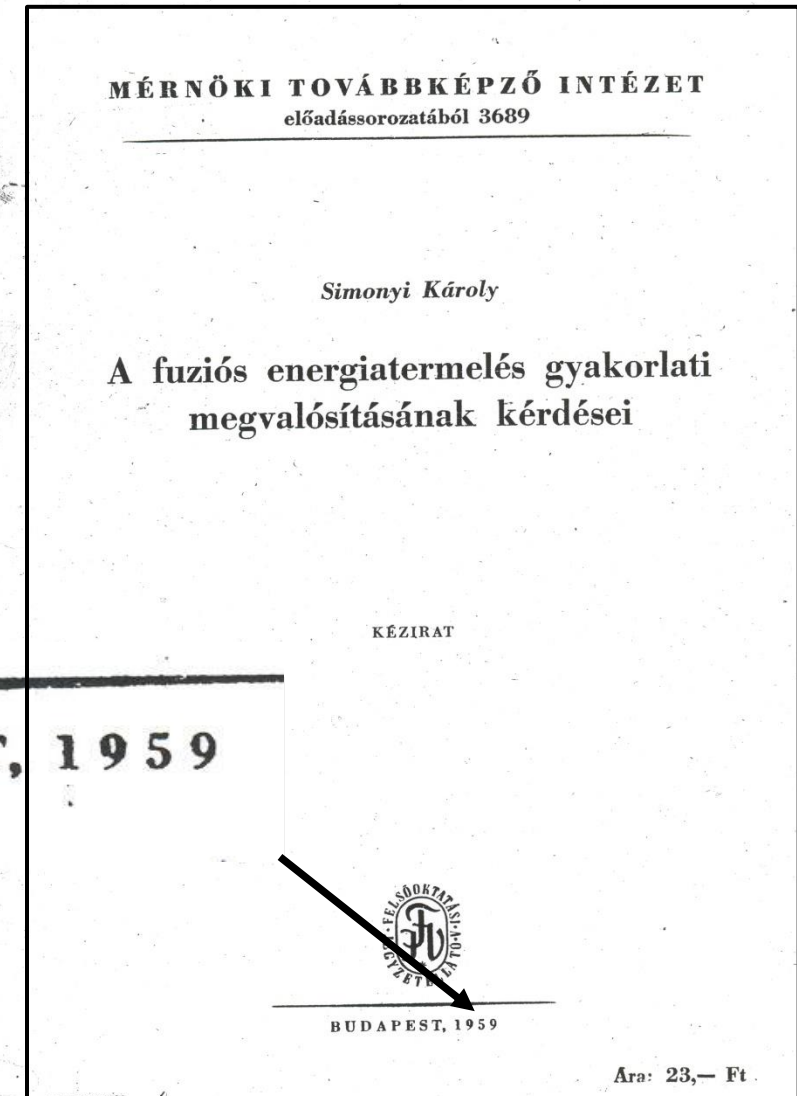 MÉRNÖKI TOVÁBBKÉPZŐ INTÉZET
előadássorozatából 3689
Simonyi Károly
A fuziós energiatermelés gyakorlati
megvalósításának kérdései
KÉZIRAT
, 1959
FELSŐOKTATÁSI
BUDAPEST, 1959
Ára: 23,— Ft